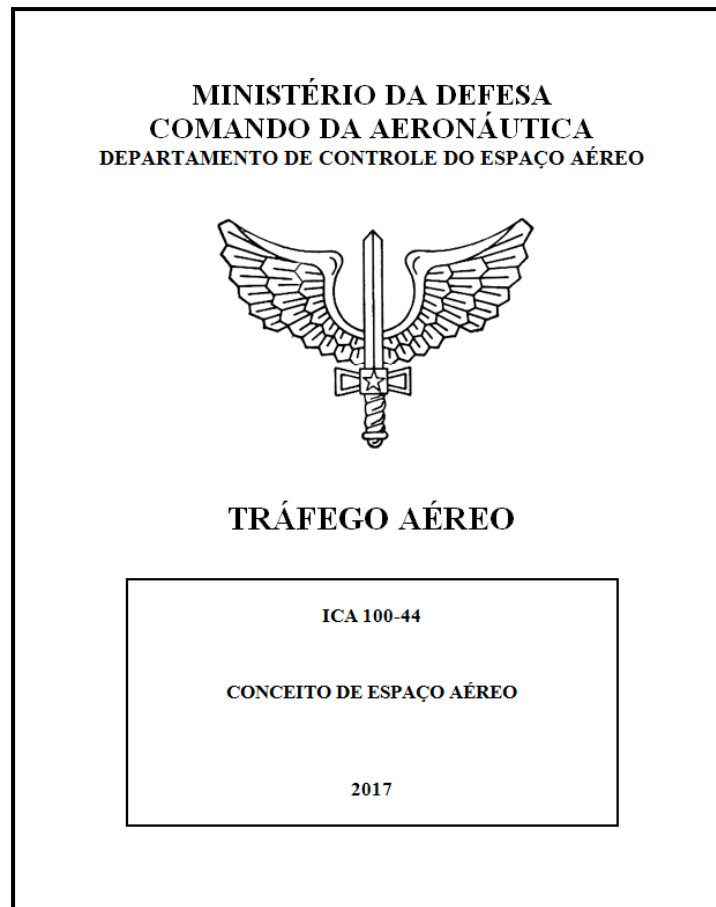 MINISTÉRIO DA DEFESA
COMANDO DA AERONÁUTICA
DEPARTAMENTO DE CONTROLE DO ESPAÇO AÉREO
TRÁFEGO AÉREO
ICA 100-44
CONCEITO DE ESPAÇO AÉREO
2017